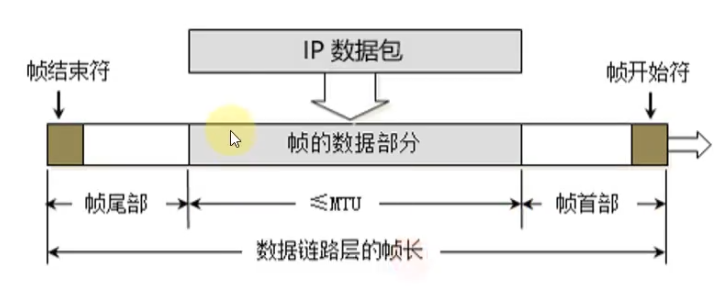 IP 数据包
帧结束符
帧开始符
帧的数据部分
帧尾部
≤MTU
帧首部
数据链路层的帧长